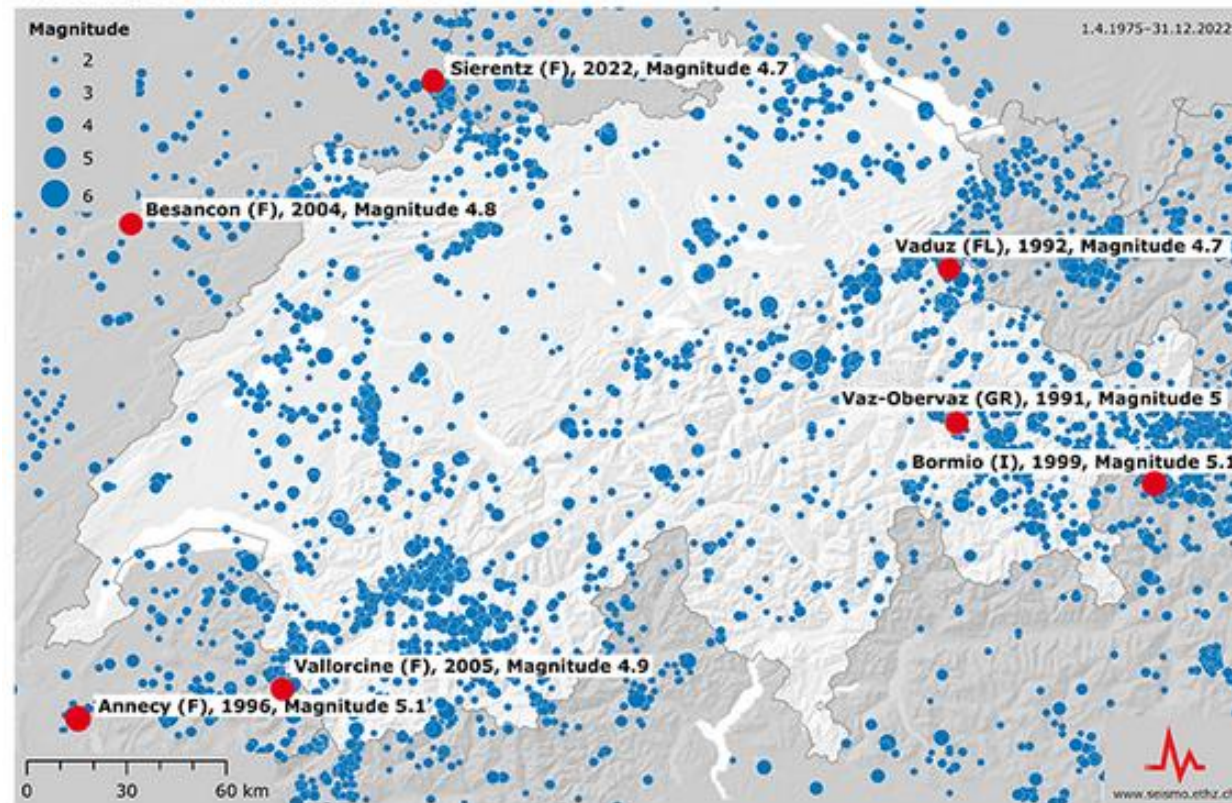 Magnitude
1.4.1975–31.12.2022
2
3
4
5
6
Sierentz (F), 2022, Magnitude 4.7
Besancon (F), 2004, Magnitude 4.8
Vaduz (FL), 1992, Magnitude 4.7
Vaz-Obervaz (GR), 1991, Magnitude 5
Bormio (I), 1999, Magnitude 5.1
Vallorcine (F), 2005, Magnitude 4.9
Annecy (F), 1996, Magnitude 5.1
0 30 60 km
www.seismo.ethz.ch